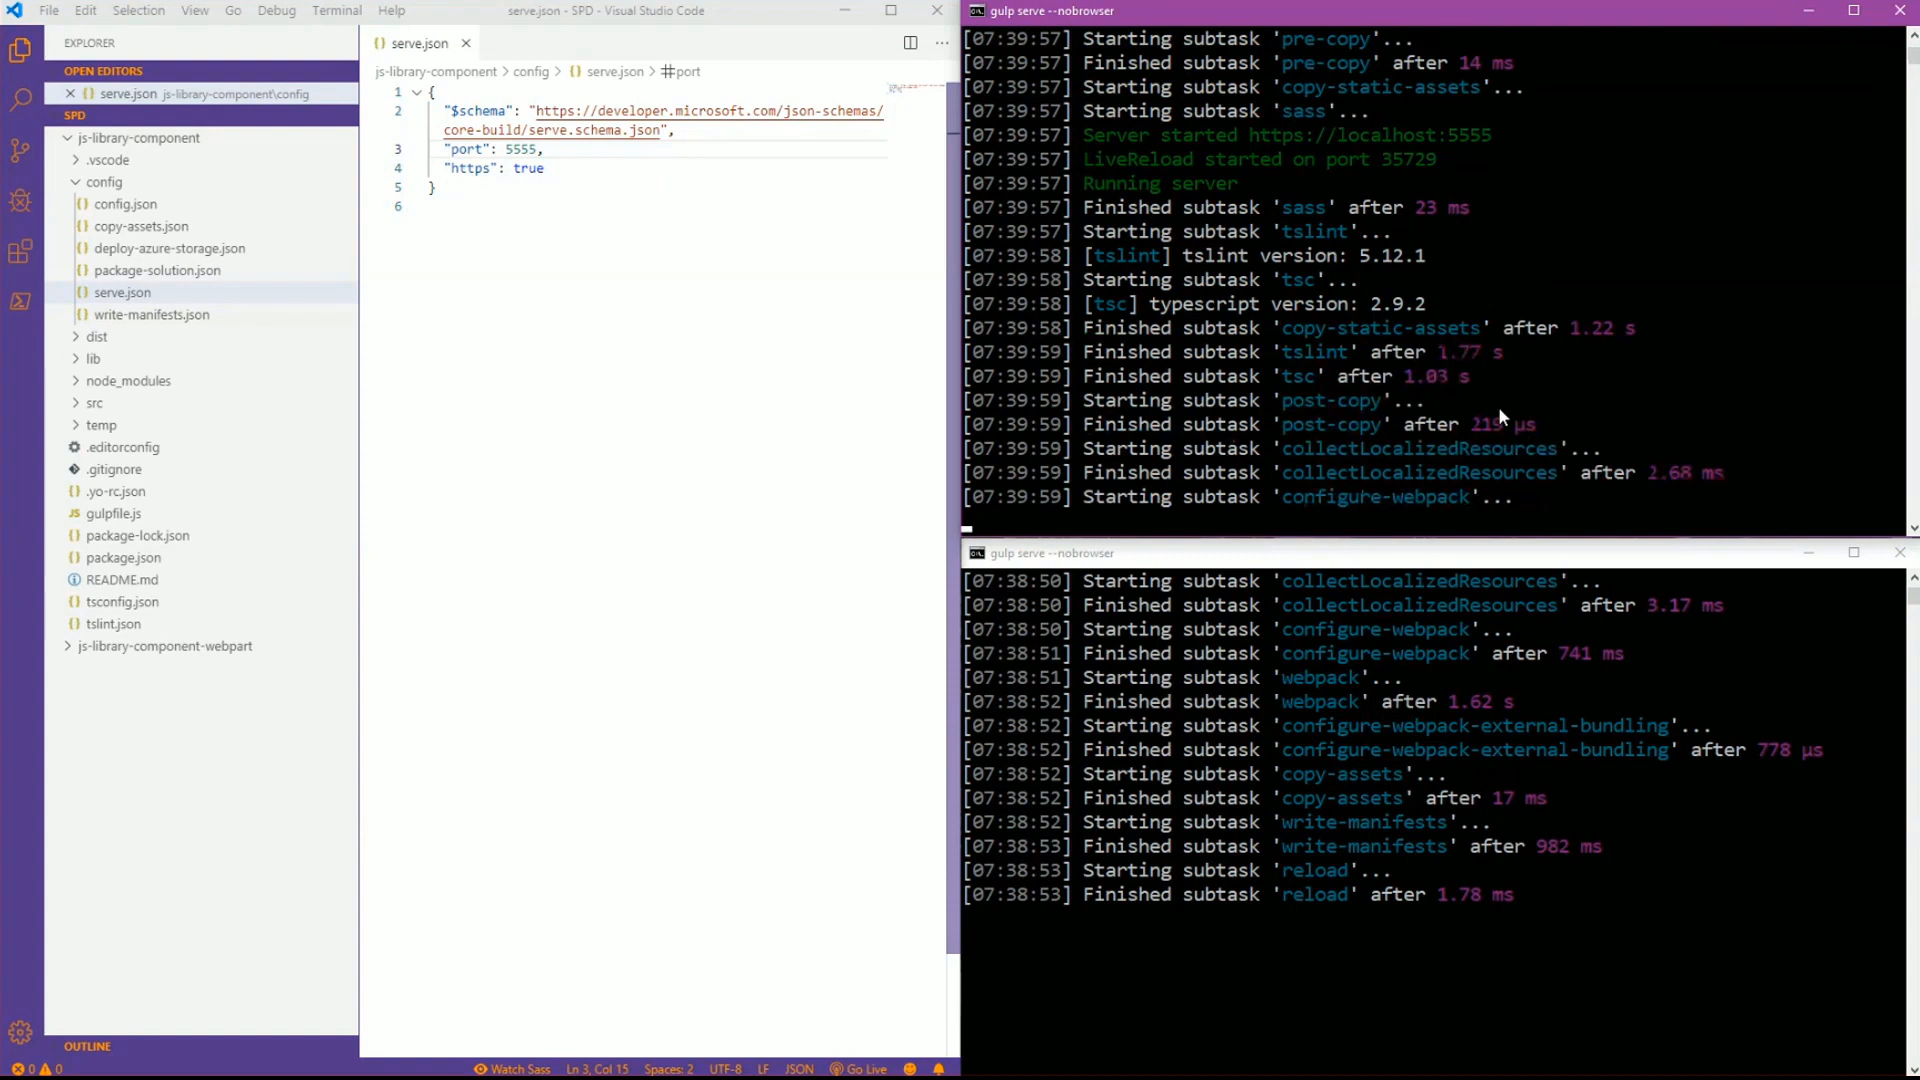 File Edit Selection View Go Debug Terminal Help serve.json - SPD - Visual Studio Code
EXPLORER
OPEN EDITORS
serve.json js-library-component\config
SPD
js-library-component
.vscode
config
config.json
copy-assets.json
deploy-azure-storage.json
package-solution.json
serve.json
write-manifests.json
dist
lib
node_modules
src
temp
.editorconfig
.gitignore
.yo-rc.json
gulpfile.js
package-lock.json
package.json
README.md
tsconfig.json
tslint.json
js-library-component-webpart
OUTLINE
serve.json
js-library-component > config > {} serve.json > port
1 {
2 "$schema": "https://developer.microsoft.com/json-schemas/
core-build/serve.schema.json",
3 "port": 5555,
4 "https": true
5 }
6
0 0 Watch Sass Ln 3, Col 15 Spaces: 2 UTF-8 LF JSON Go Live
gulp serve --nobrowser
[07:39:57] Starting subtask 'pre-copy'...
[07:39:57] Finished subtask 'pre-copy' after 14 ms
[07:39:57] Starting subtask 'copy-static-assets'...
[07:39:57] Starting subtask 'sass'...
[07:39:57] Server started https://localhost:5555
[07:39:57] LiveReload started on port 35729
[07:39:57] Running server
[07:39:57] Finished subtask 'sass' after 23 ms
[07:39:57] Starting subtask 'tslint'...
[07:39:58] [tslint] tslint version: 5.12.1
[07:39:58] Starting subtask 'tsc'...
[07:39:58] [tsc] typescript version: 2.9.2
[07:39:58] Finished subtask 'copy-static-assets' after 1.22 s
[07:39:59] Finished subtask 'tslint' after 1.77 s
[07:39:59] Finished subtask 'tsc' after 1.03 s
[07:39:59] Starting subtask 'post-copy'...
[07:39:59] Finished subtask 'post-copy' after 219 μs
[07:39:59] Starting subtask 'collectLocalizedResources'...
[07:39:59] Finished subtask 'collectLocalizedResources' after 2.68 ms
[07:39:59] Starting subtask 'configure-webpack'...
gulp serve --nobrowser
[07:38:50] Starting subtask 'collectLocalizedResources'...
[07:38:50] Finished subtask 'collectLocalizedResources' after 3.17 ms
[07:38:50] Starting subtask 'configure-webpack'...
[07:38:51] Finished subtask 'configure-webpack' after 741 ms
[07:38:51] Starting subtask 'webpack'...
[07:38:52] Finished subtask 'webpack' after 1.62 s
[07:38:52] Starting subtask 'configure-webpack-external-bundling'...
[07:38:52] Finished subtask 'configure-webpack-external-bundling' after 778 μs
[07:38:52] Starting subtask 'copy-assets'...
[07:38:52] Finished subtask 'copy-assets' after 17 ms
[07:38:52] Starting subtask 'write-manifests'...
[07:38:53] Finished subtask 'write-manifests' after 982 ms
[07:38:53] Starting subtask 'reload'...
[07:38:53] Finished subtask 'reload' after 1.78 ms